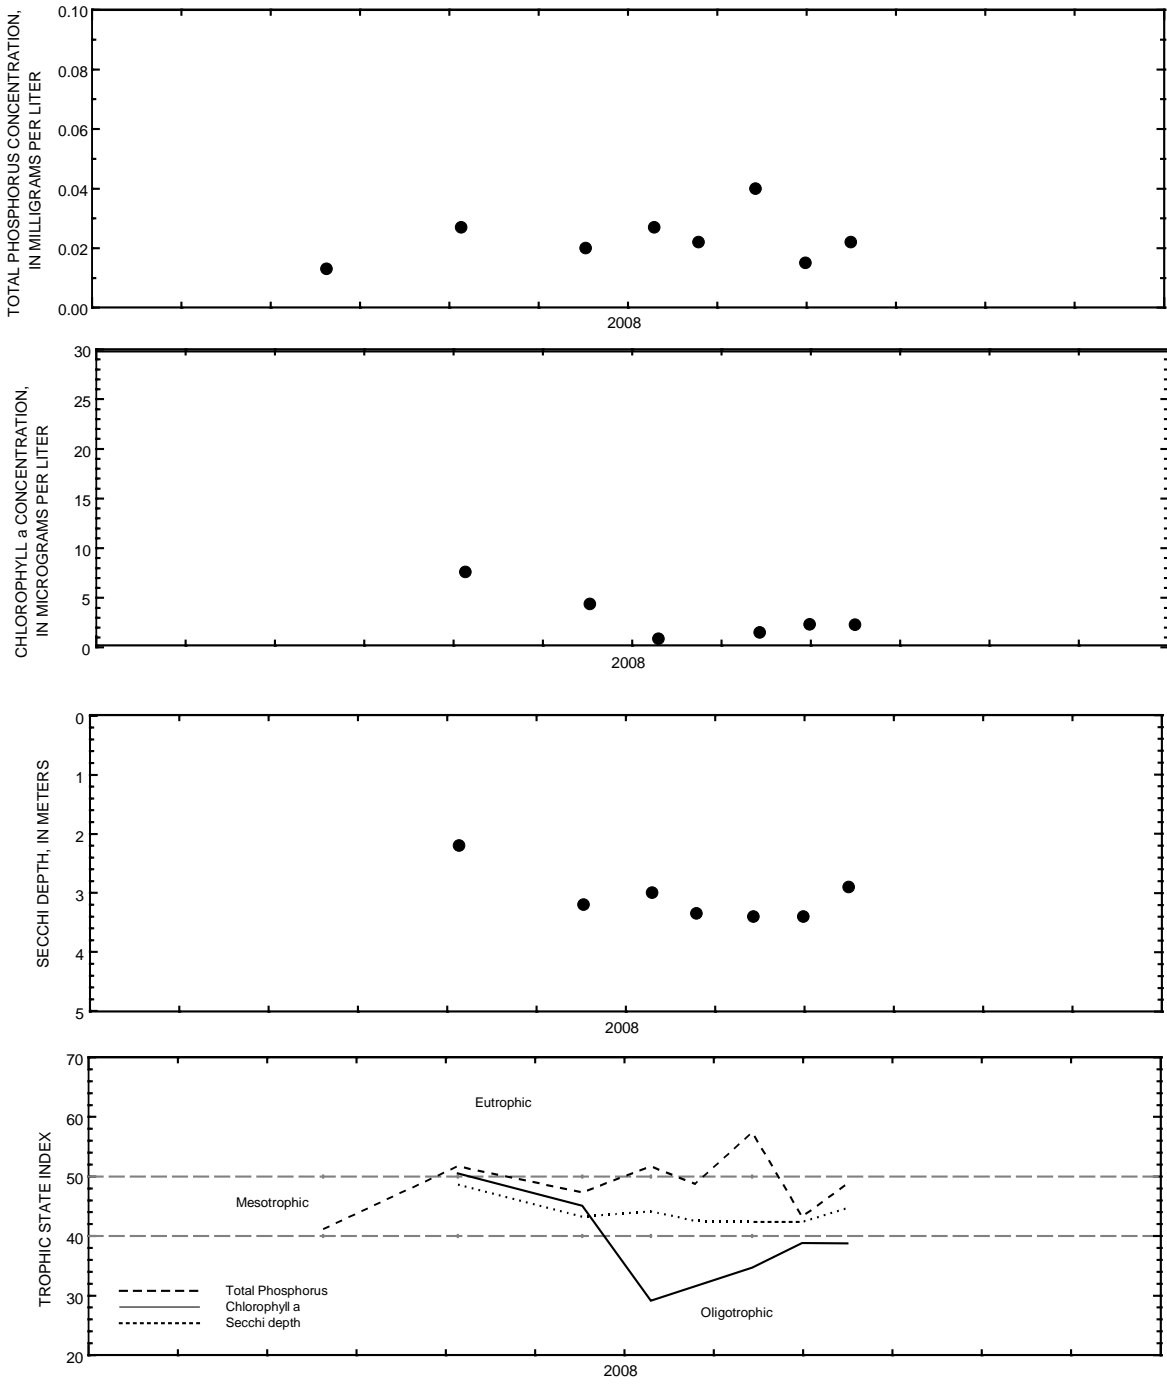 TOTAL PHOSPHORUS CONCENTRATION,
IN MILLIGRAMS PER LITER
0.10
0.08
0.06
0.04
0.02
0.00
2008
CHLOROPHYLL a CONCENTRATION,
IN MICROGRAMS PER LITER
30
25
20
15
10
5
0
2008
SECCHI DEPTH, IN METERS
0
1
2
3
4
5
2008
TROPHIC STATE INDEX
70
60
50
40
30
20
Eutrophic
Mesotrophic
Oligotrophic
Total Phosphorus
Chlorophyll a
Secchi depth
2008